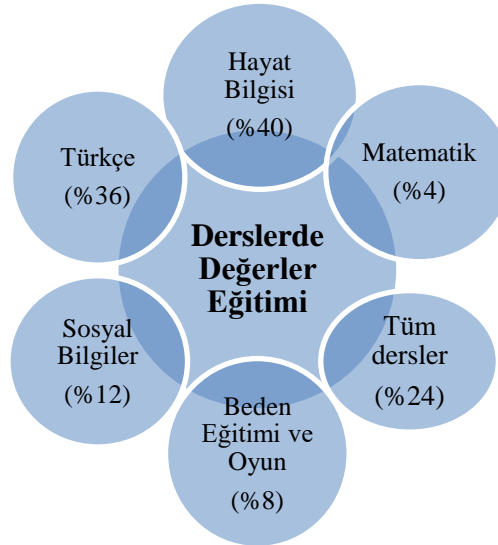 Hayat
Bilgisi
(%40)
Matematik
(%4)
Tüm
dersler
(%24)
Beden
Eğitimi ve
Oyun
(%8)
Sosyal
Bilgiler
(%12)
Türkçe
(%36)
Derslerde
Değerler
Eğitimi